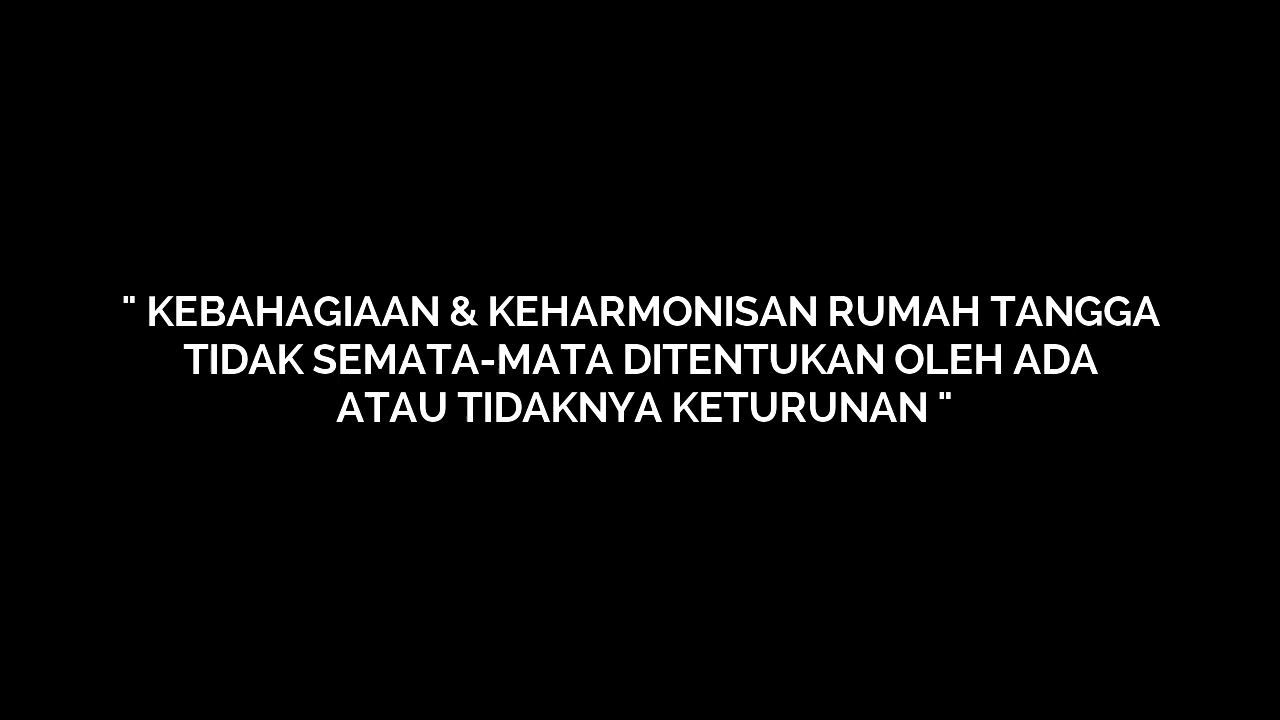 " KEBAHAGIAAN & KEHARMONISAN RUMAH TANGGA
TIDAK SEMATA-MATA DITENTUKAN OLEH ADA
ATAU TIDAKNYA KETURUNAN "